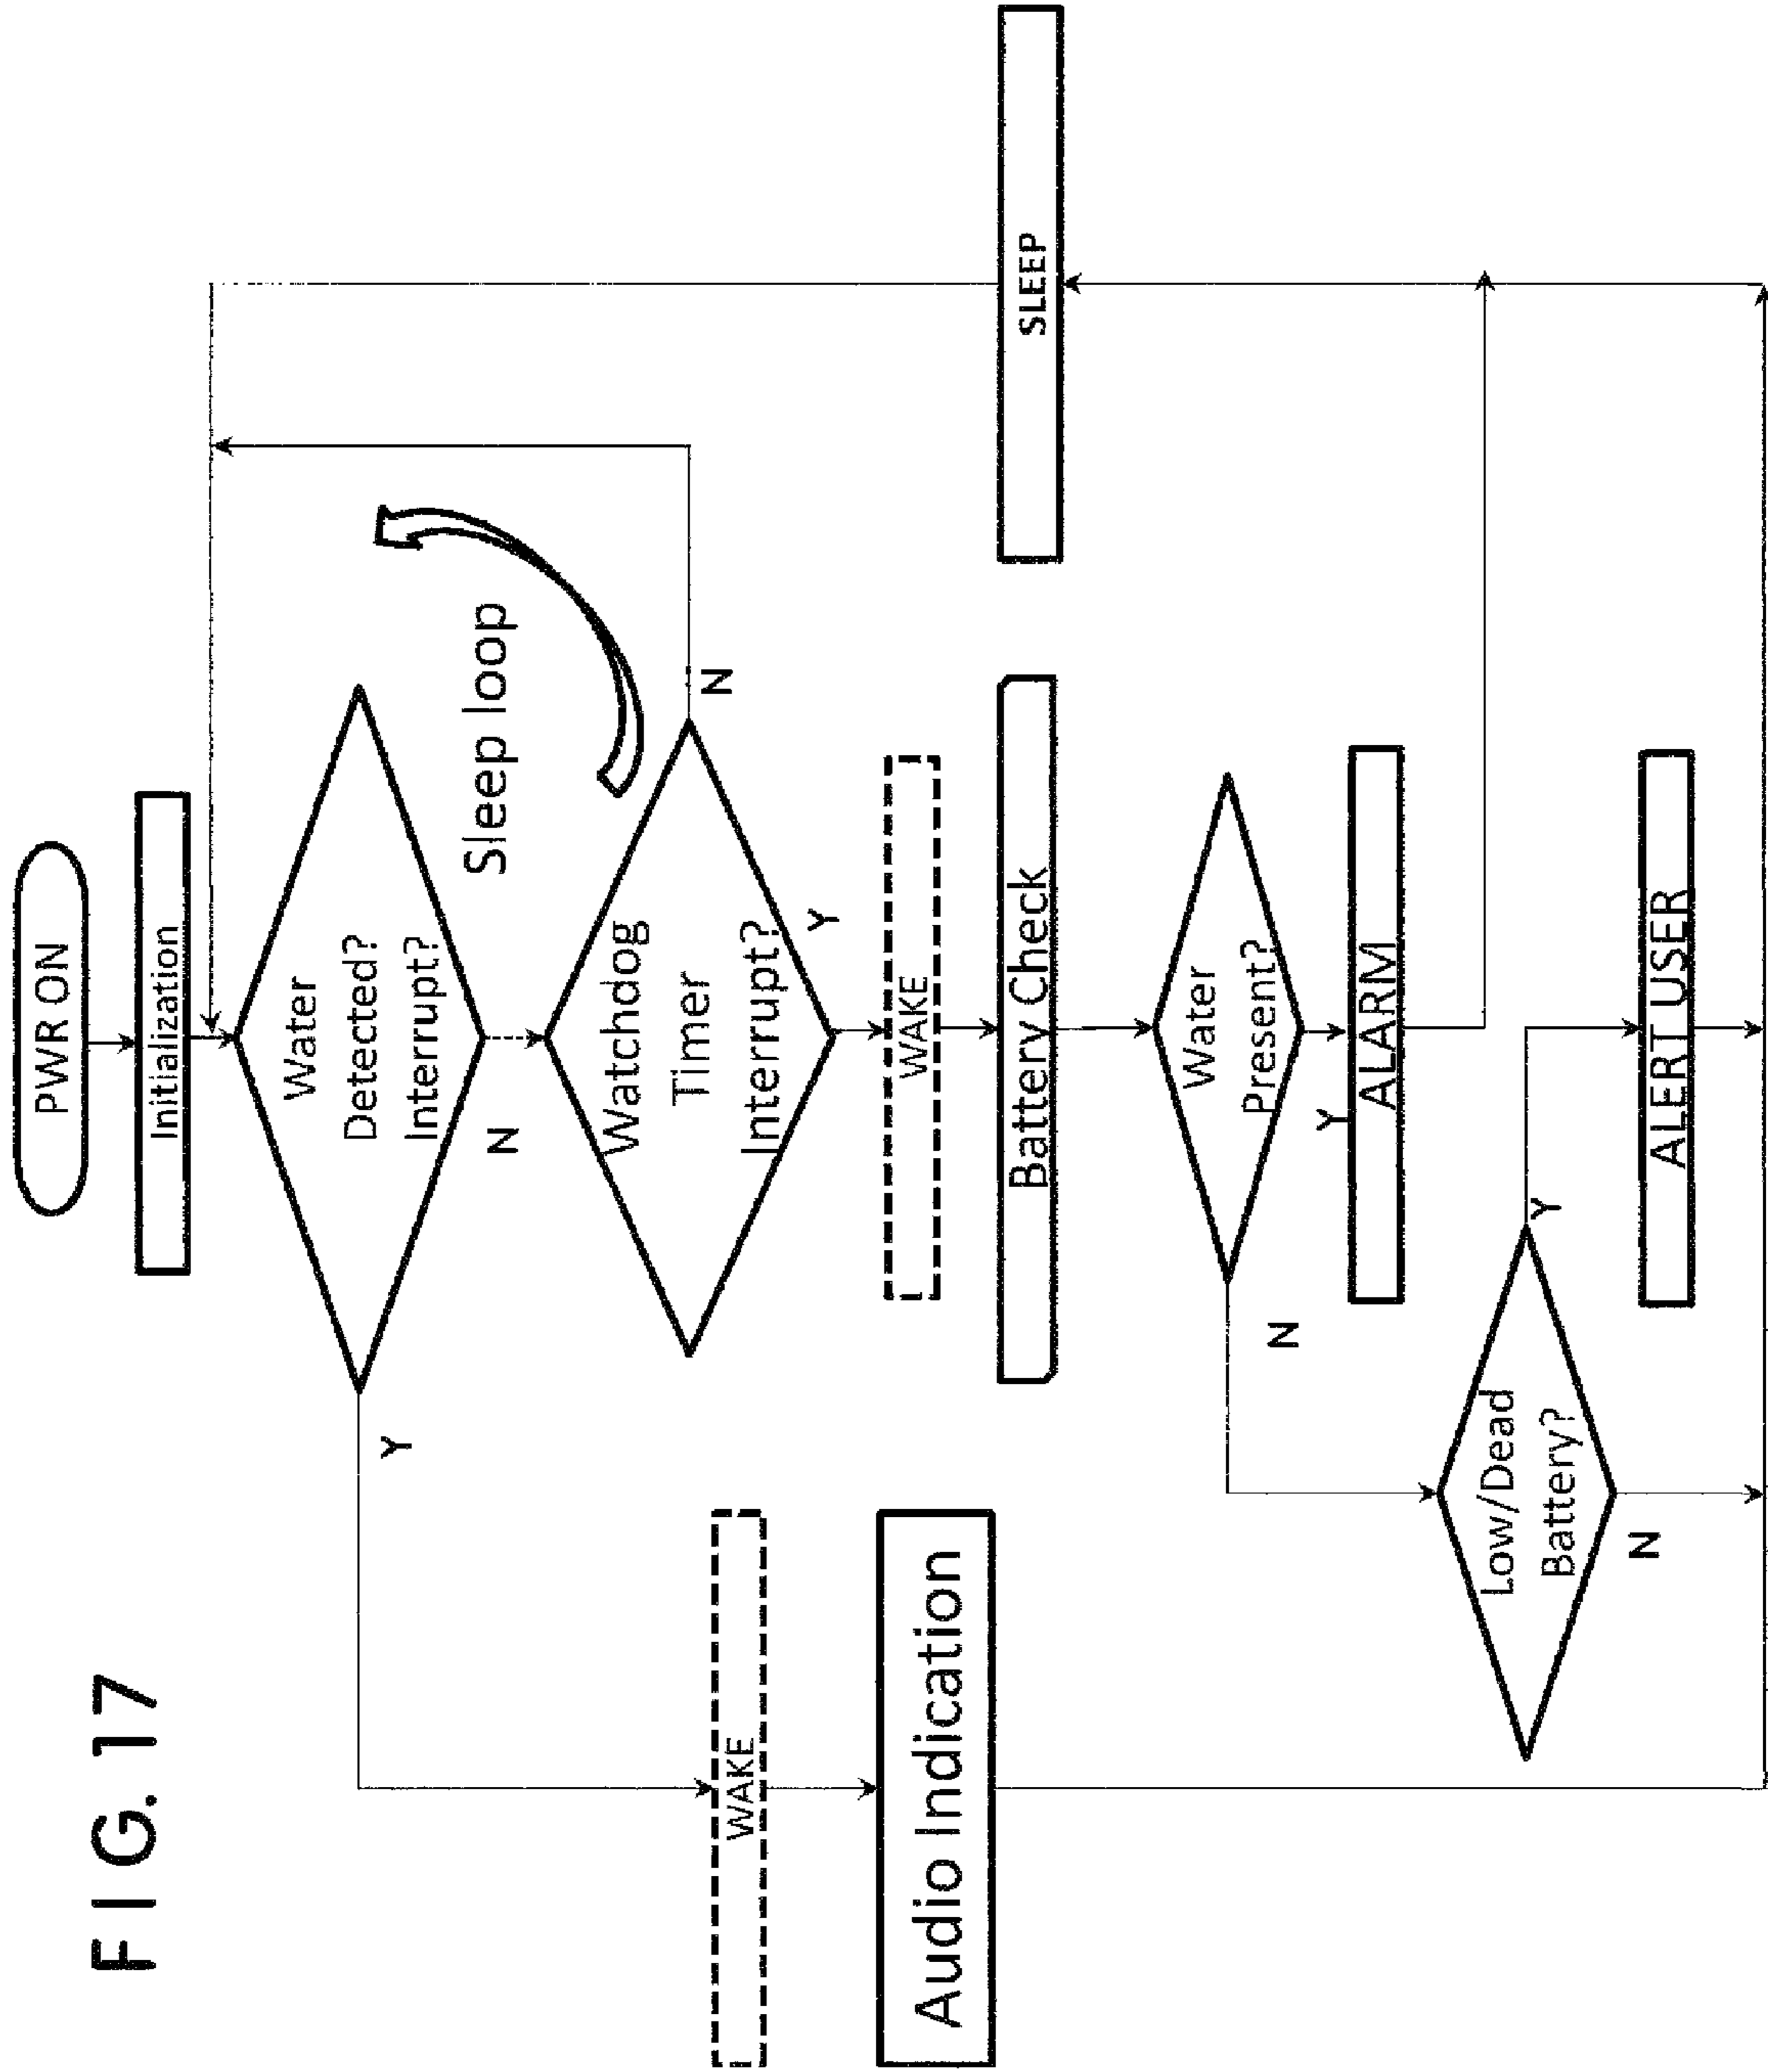 FIG. 17
PWR ON
Initialization
Water
Detected?
Interrupt?
Y
N
Sleep loop
Watchdog
Timer
Interrupt?
N
Y
WAKE
WAKE
Audio Indication
Battery Check
SLEEP
Water
Present?
N
Y
ALARM
Low/Dead
Battery?
Y
N
ALERT USER